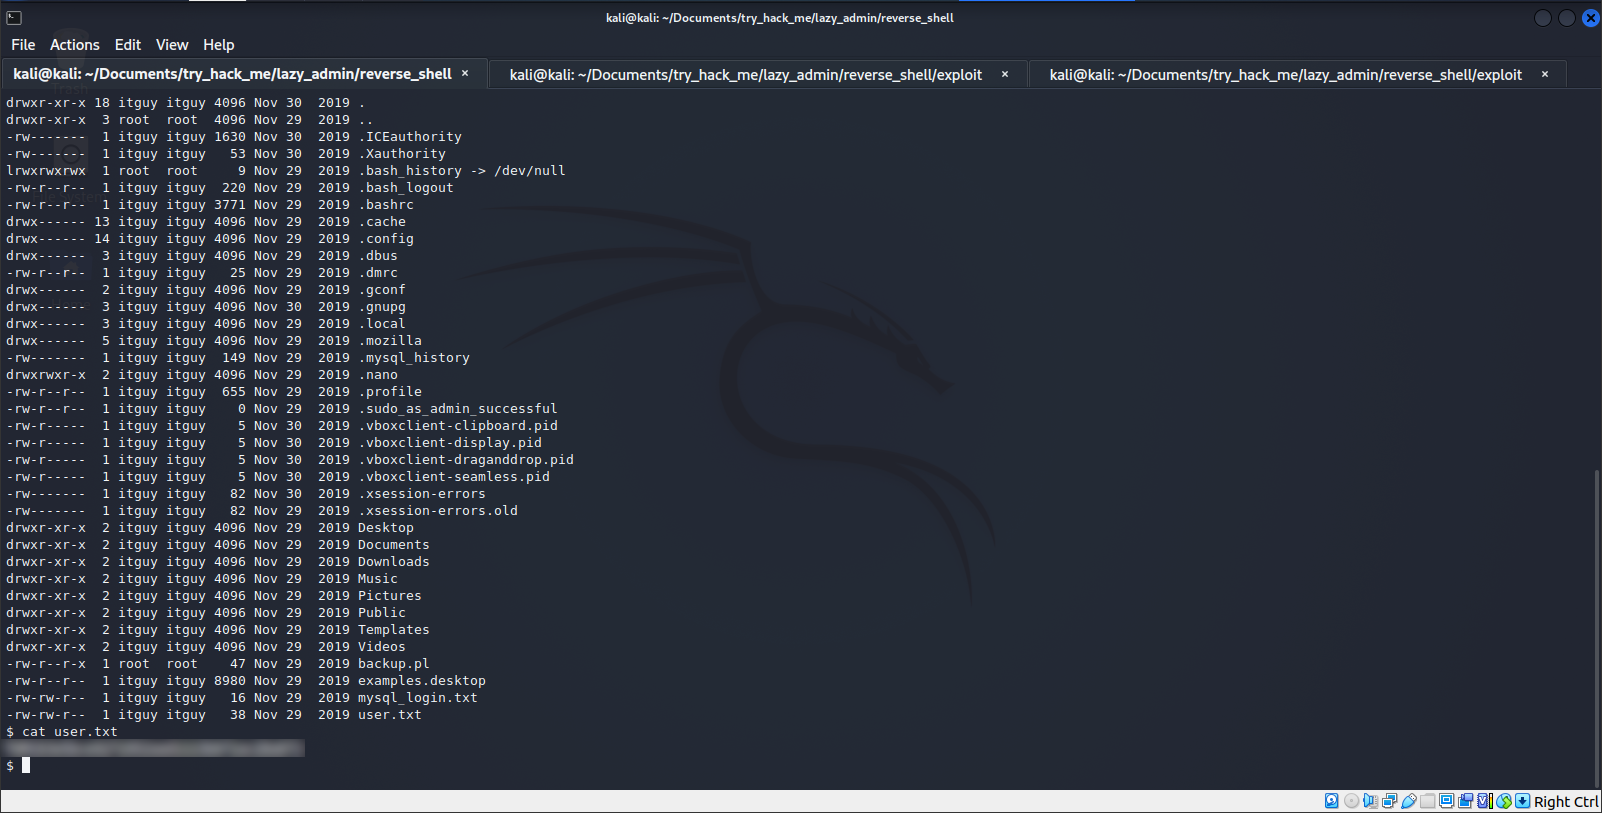 kali@kali: ~/Documents/try_hack_me/lazy_admin/reverse_shell
File Actions Edit View Help
kali@kali: ~/Documents/try_hack_me/lazy_admin/reverse_shell × kali@kali: ~/Documents/try_hack_me/lazy_admin/reverse_shell/exploit × kali@kali: ~/Documents/try_hack_me/lazy_admin/reverse_shell/exploit ×
drwxr-xr-x 18 itguy itguy 4096 Nov 30  2019 .
drwxr-xr-x  3 root  root  4096 Nov 29  2019 ..
-rw-------  1 itguy itguy 1630 Nov 30  2019 .ICEauthority
-rw-------  1 itguy itguy   53 Nov 30  2019 .Xauthority
lrwxrwxrwx  1 root  root     9 Nov 29  2019 .bash_history -> /dev/null
-rw-r--r--  1 itguy itguy  220 Nov 29  2019 .bash_logout
-rw-r--r--  1 itguy itguy 3771 Nov 29  2019 .bashrc
drwx------ 13 itguy itguy 4096 Nov 29  2019 .cache
drwx------ 14 itguy itguy 4096 Nov 29  2019 .config
drwx------  3 itguy itguy 4096 Nov 29  2019 .dbus
-rw-r--r--  1 itguy itguy   25 Nov 29  2019 .dmrc
drwx------  2 itguy itguy 4096 Nov 29  2019 .gconf
drwx------  3 itguy itguy 4096 Nov 30  2019 .gnupg
drwx------  3 itguy itguy 4096 Nov 29  2019 .local
drwx------  5 itguy itguy 4096 Nov 29  2019 .mozilla
-rw-------  1 itguy itguy  149 Nov 29  2019 .mysql_history
drwxrwxr-x  2 itguy itguy 4096 Nov 29  2019 .nano
-rw-r--r--  1 itguy itguy  655 Nov 29  2019 .profile
-rw-r--r--  1 itguy itguy    0 Nov 29  2019 .sudo_as_admin_successful
-rw-r-----  1 itguy itguy    5 Nov 30  2019 .vboxclient-clipboard.pid
-rw-r-----  1 itguy itguy    5 Nov 30  2019 .vboxclient-display.pid
-rw-r-----  1 itguy itguy    5 Nov 30  2019 .vboxclient-draganddrop.pid
-rw-r-----  1 itguy itguy    5 Nov 30  2019 .vboxclient-seamless.pid
-rw-------  1 itguy itguy   82 Nov 30  2019 .xsession-errors
-rw-------  1 itguy itguy   82 Nov 29  2019 .xsession-errors.old
drwxr-xr-x  2 itguy itguy 4096 Nov 29  2019 Desktop
drwxr-xr-x  2 itguy itguy 4096 Nov 29  2019 Documents
drwxr-xr-x  2 itguy itguy 4096 Nov 29  2019 Downloads
drwxr-xr-x  2 itguy itguy 4096 Nov 29  2019 Music
drwxr-xr-x  2 itguy itguy 4096 Nov 29  2019 Pictures
drwxr-xr-x  2 itguy itguy 4096 Nov 29  2019 Public
drwxr-xr-x  2 itguy itguy 4096 Nov 29  2019 Templates
drwxr-xr-x  2 itguy itguy 4096 Nov 29  2019 Videos
-rw-r--r-x  1 root  root    47 Nov 29  2019 backup.pl
-rw-r--r--  1 itguy itguy 8980 Nov 29  2019 examples.desktop
-rw-rw-r--  1 itguy itguy   16 Nov 29  2019 mysql_login.txt
-rw-rw-r--  1 itguy itguy   38 Nov 29  2019 user.txt
$ cat user.txt
$
Right Ctrl